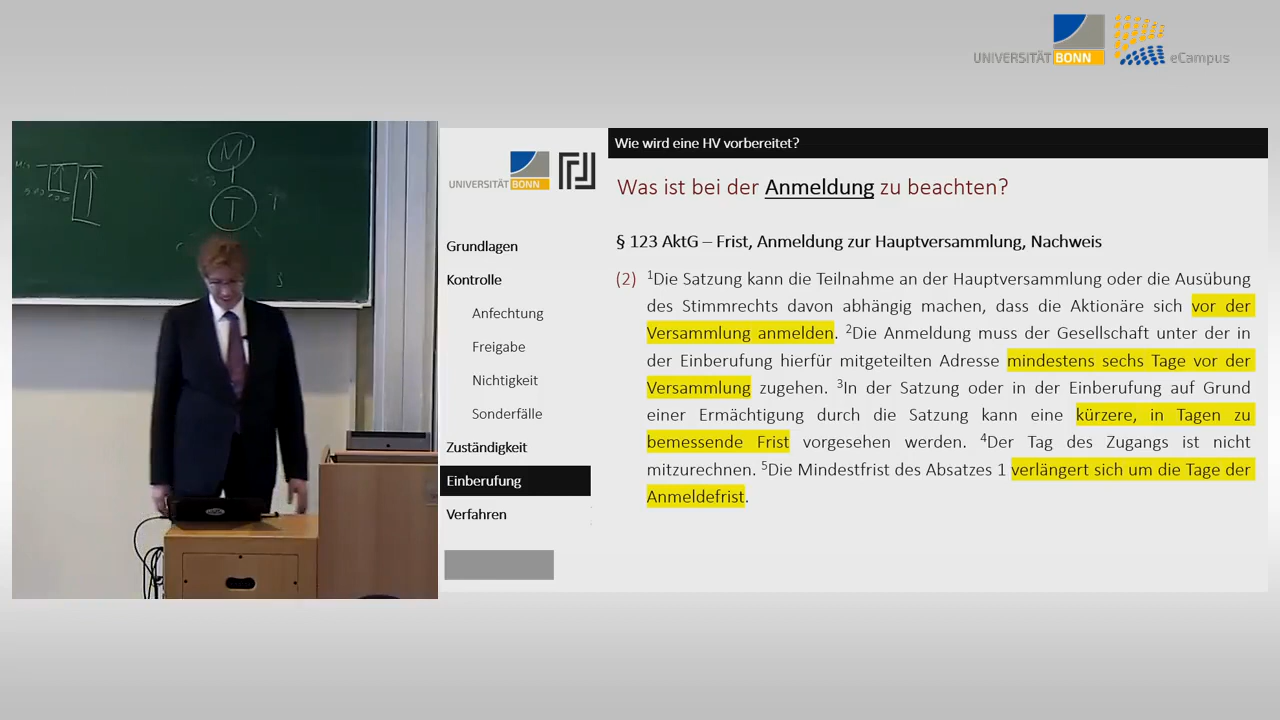 UNIVERSITÄT BONN
eCampus
M
T
UNIVERSITÄT BONN
Grundlagen
Kontrolle
Anfechtung
Freigabe
Nichtigkeit
Sonderfälle
Zuständigkeit
Einberufung
Verfahren
Wie wird eine HV vorbereitet?
Was ist bei der Anmeldung zu beachten?
§ 123 AktG – Frist, Anmeldung zur Hauptversammlung, Nachweis
(2) ¹Die Satzung kann die Teilnahme an der Hauptversammlung oder die Ausübung
des Stimmrechts davon abhängig machen, dass die Aktionäre sich vor der
Versammlung anmelden. ²Die Anmeldung muss der Gesellschaft unter der in
der Einberufung hierfür mitgeteilten Adresse mindestens sechs Tage vor der
Versammlung zugehen. ³In der Satzung oder in der Einberufung auf Grund
einer Ermächtigung durch die Satzung kann eine kürzere, in Tagen zu
bemessende Frist vorgesehen werden. ⁴Der Tag des Zugangs ist nicht
mitzurechnen. ⁵Die Mindestfrist des Absatzes 1 verlängert sich um die Tage der
Anmeldefrist.